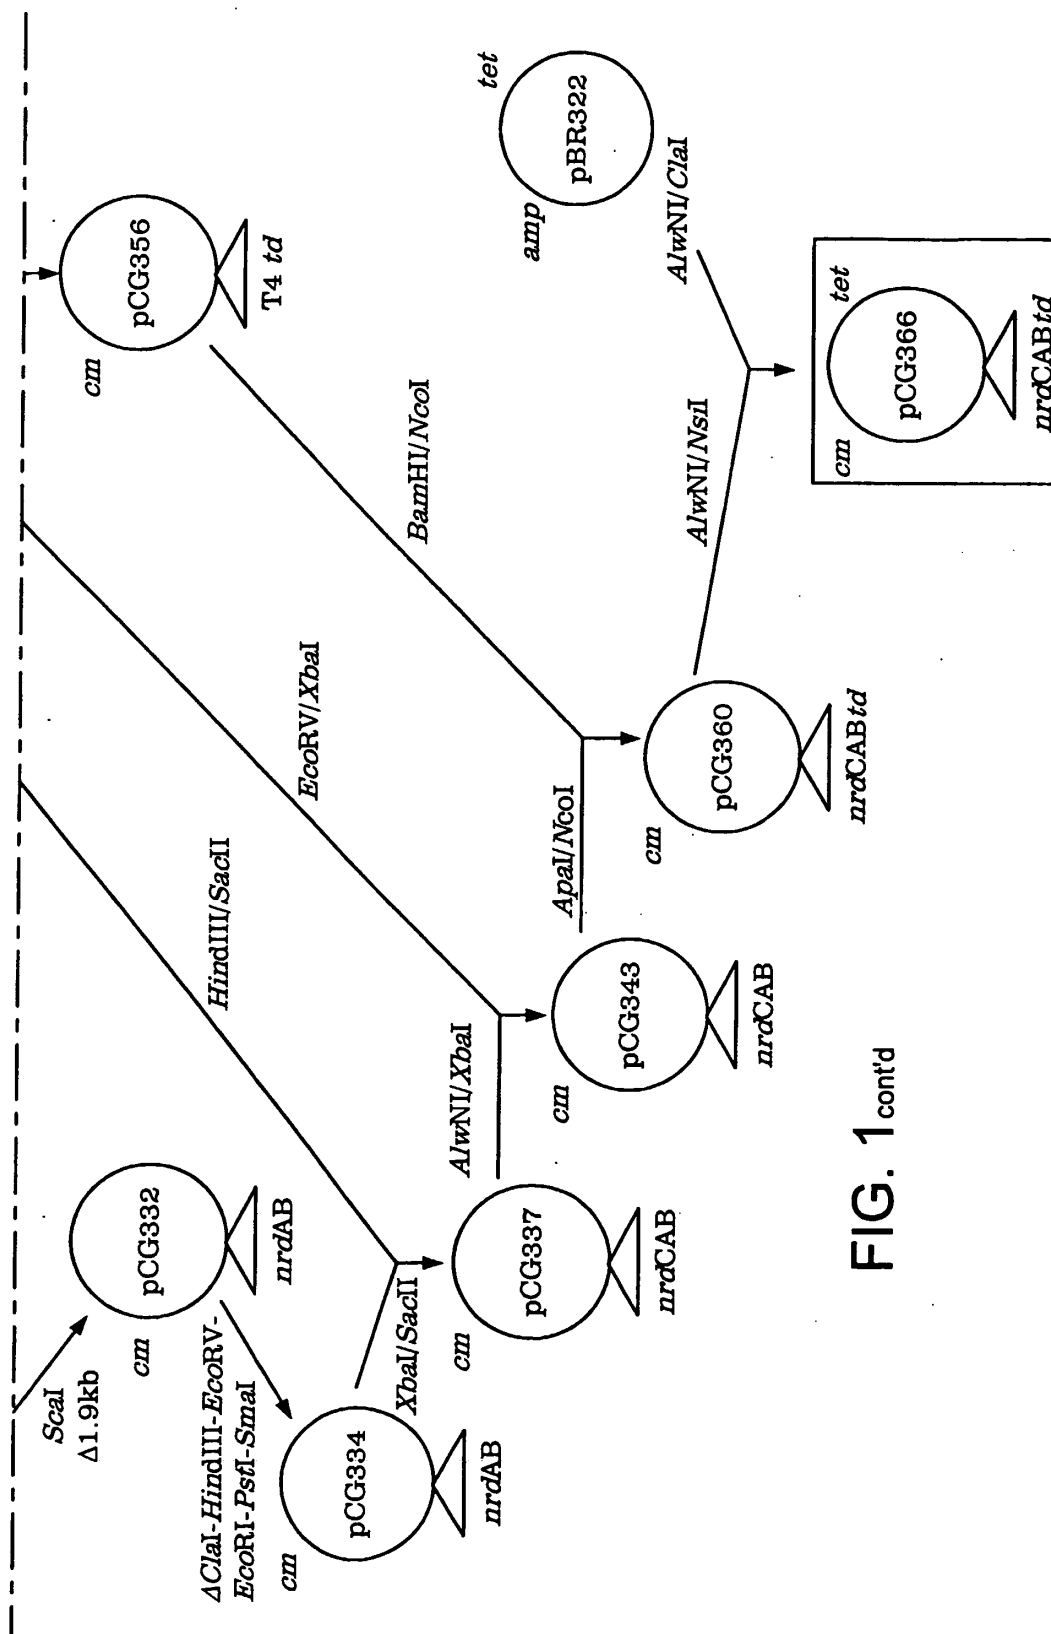 ScaI
Δ1.9kb
cm
pCG332
nrdAB
ΔClaI-HindIII-EcoRV-
EcoRI-PstI-SmaI
cm
pCG334
nrdAB
HindIII/SacII
XbaI/SacII
cm
pCG337
nrdCAB
EcoRV/XbaI
AlwNI/XbaI
cm
pCG343
nrdCAB
cm
pCG356
T4 td
BamHI/NcoI
ApaI/NcoI
cm
pCG360
nrdCABtd
amp
tet
pBR322
AlwNI/ClaI
AlwNI/NsiI
cm
tet
pCG366
nrdCABtd
FIG. 1cont'd